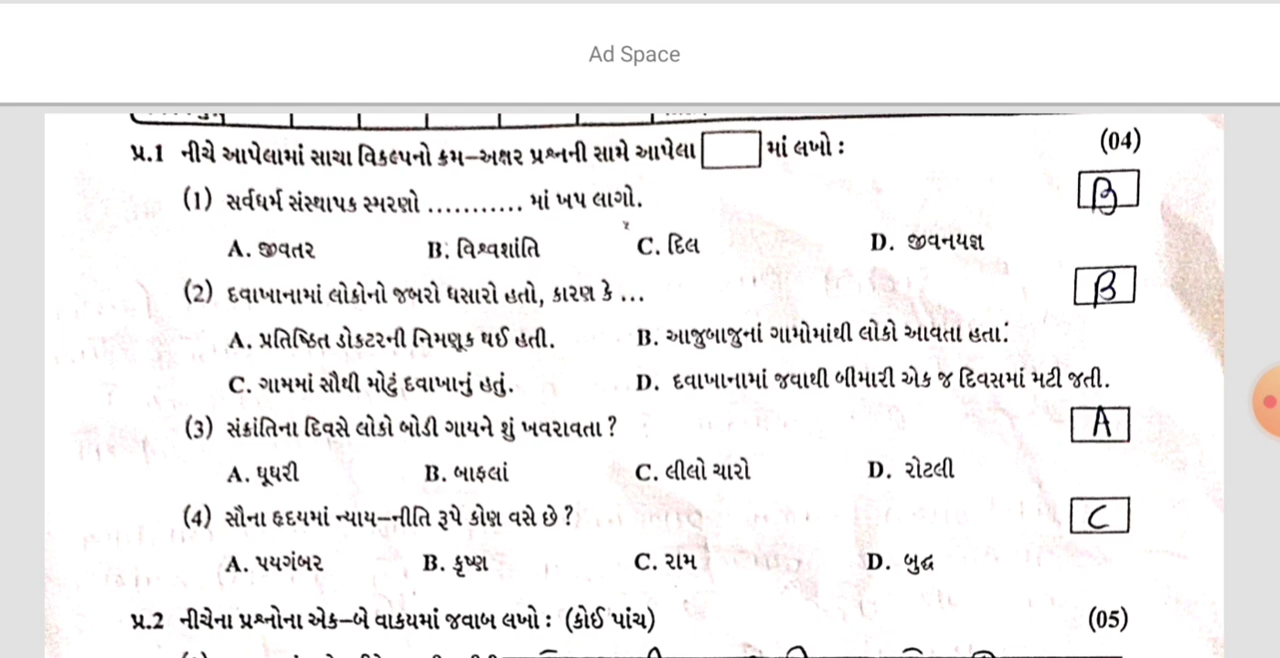 Ad Space
પ્ર.1 નીચે આપેલામાં સાચા વિકલ્પનો ક્રમ–અક્ષર પ્રશ્નની સામે આપેલા માં લખો : (04)
(1) સર્વધર્મ સંસ્થાપક સ્મરણો ........... માં ખપ લાગો. B
A. જીવતર B. વિશ્વશાંતિ C. દિલ D. જીવનયજ્ઞ
(2) દવાખાનામાં લોકોનો જબરો ધસારો હતો, કારણ કે ... B
A. પ્રતિષ્ઠિત ડોકટરની નિમણૂક થઈ હતી. B. આજુબાજુનાં ગામોમાંથી લોકો આવતા હતા.
C. ગામમાં સૌથી મોટું દવાખાનું હતું. D. દવાખાનામાં જવાથી બીમારી એક જ દિવસમાં મટી જતી.
(3) સંક્રાંતિના દિવસે લોકો બોડી ગાયને શું ખવરાવતા ? A
A. ઘૂઘરી B. બાફલાં C. લીલો ચારો D. રોટલી
(4) સૌના હૃદયમાં ન્યાય–નીતિ રૂપે કોણ વસે છે ? C
A. પયગંબર B. કૃષ્ણ C. રામ D. બુદ્ધ
પ્ર.2 નીચેના પ્રશ્નોના એક–બે વાકયમાં જવાબ લખો : (કોઈ પાંચ) (05)